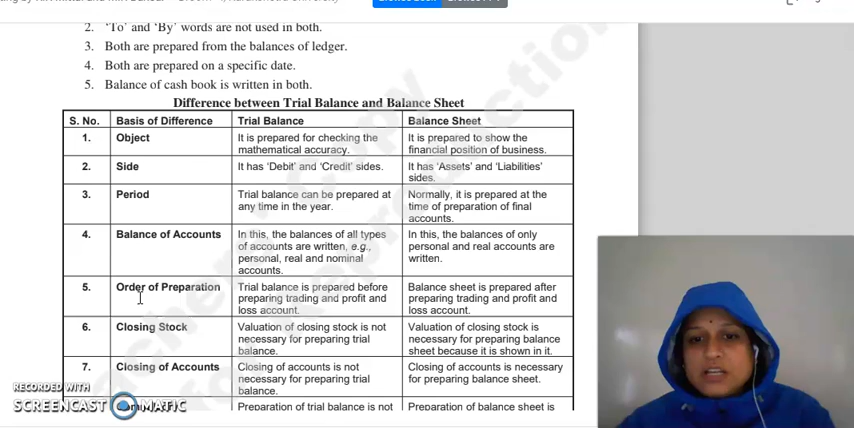 2. 'To' and 'By' words are not used in both.
3. Both are prepared from the balances of ledger.
4. Both are prepared on a specific date.
5. Balance of cash book is written in both.
Difference between Trial Balance and Balance Sheet
S. No. Basis of Difference Trial Balance Balance Sheet
1. Object It is prepared for checking the mathematical accuracy. It is prepared to show the financial position of business.
2. Side It has 'Debit' and 'Credit' sides. It has 'Assets' and 'Liabilities' sides.
3. Period Trial balance can be prepared at any time in the year. Normally, it is prepared at the time of preparation of final accounts.
4. Balance of Accounts In this, the balances of all types of accounts are written, e.g., personal, real and nominal accounts. In this, the balances of only personal and real accounts are written.
5. Order of Preparation Trial balance is prepared before preparing trading and profit and loss account. Balance sheet is prepared after preparing trading and profit and loss account.
6. Closing Stock Valuation of closing stock is not necessary for preparing trial balance. Valuation of closing stock is necessary for preparing balance sheet because it is shown in it.
7. Closing of Accounts Closing of accounts is not necessary for preparing trial balance. Closing of accounts is necessary for preparing balance sheet.
Preparation of trial balance is not Preparation of balance sheet is
RECORDED WITH
SCREENCAST MATIC